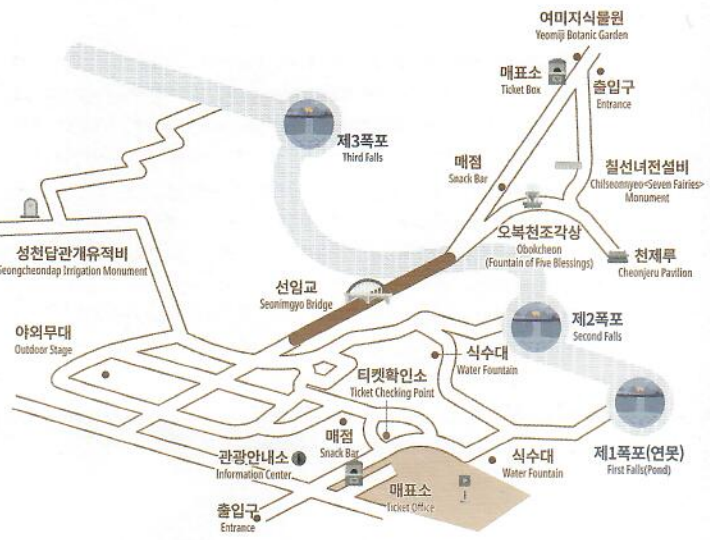 여미지식물원
Yeomiji Botanic Garden
매표소
Ticket Box
출입구
Entrance
제3폭포
Third Falls
매점
Snack Bar
칠선녀전설비
Chilseonnyeo<Seven Fairies>
Monument
오복천조각상
Obokcheon
(Fountain of Five Blessings)
천제루
Cheonjeru Pavilion
성천답관개유적비
Seongcheondap Irrigation Monument
선임교
Seonimgyo Bridge
야외무대
Outdoor Stage
제2폭포
Second Falls
식수대
Water Fountain
티켓확인소
Ticket Checking Point
제1폭포(연못)
First Falls(Pond)
매점
Snack Bar
관광안내소
Information Center
식수대
Water Fountain
매표소
Ticket Office
출입구
Entrance
P